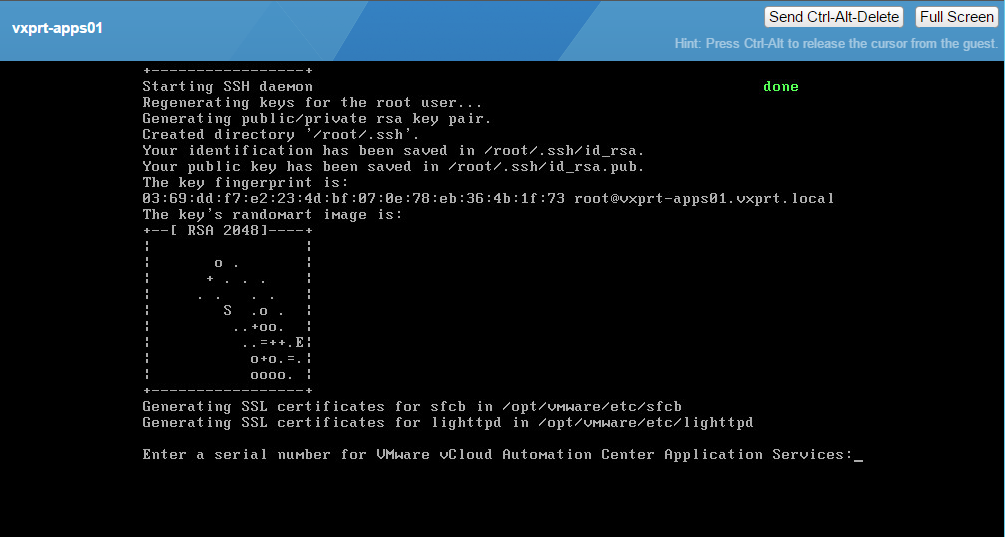 vxprt-apps01
Send Ctrl-Alt-Delete
Full Screen
Hint: Press Ctrl-Alt to release the cursor from the guest.
+-----------------+
Starting SSH daemon                                                  done
Regenerating keys for the root user...
Generating public/private rsa key pair.
Created directory '/root/.ssh'.
Your identification has been saved in /root/.ssh/id_rsa.
Your public key has been saved in /root/.ssh/id_rsa.pub.
The key fingerprint is:
03:69:dd:f7:e2:23:4d:bf:07:0e:78:eb:36:4b:1f:73 root@vxprt-apps01.vxprt.local
The key's randomart image is:
+--[ RSA 2048]----+
|                 |
|       o .       |
|      + . . .    |
|     . .   . .   |
|        S  .o .  |
|         ..+oo.  |
|          ..=++.E|
|           o+o.=.|
|           oooo. |
+-----------------+
Generating SSL certificates for sfcb in /opt/vmware/etc/sfcb
Generating SSL certificates for lighttpd in /opt/vmware/etc/lighttpd
Enter a serial number for VMware vCloud Automation Center Application Services:_